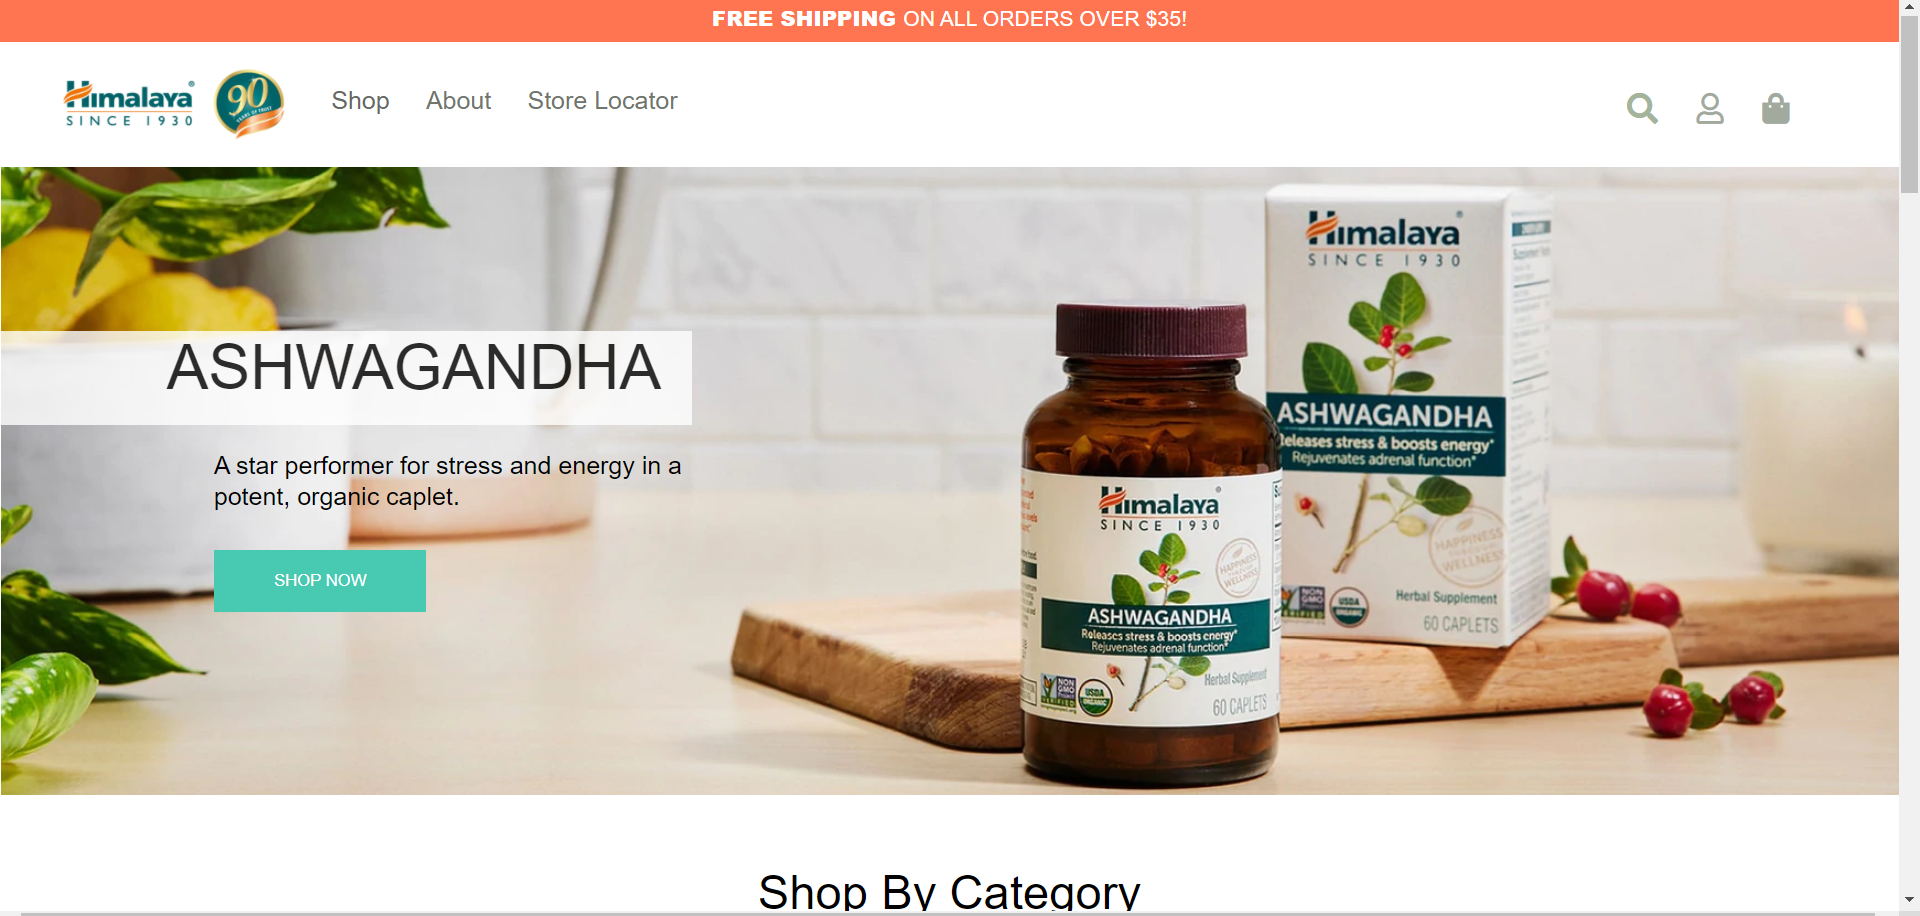 FREE SHIPPING ON ALL ORDERS OVER $35!
Himalaya
SINCE 1930
90
YEARS OF TRUST
Shop
About
Store Locator
ASHWAGANDHA
A star performer for stress and energy in a
potent, organic caplet.
SHOP NOW
Himalaya
SINCE 1930
ASHWAGANDHA
Releases stress & boosts energy*
Rejuvenates adrenal function*
HAPPINESS
THROUGH
WELLNESS
NON
GMO
VERIFIED
USDA
ORGANIC
Herbal Supplement
60 CAPLETS
Himalaya
SINCE 1930
HAPPINESS
THROUGH
WELLNESS
ASHWAGANDHA
Releases stress & boosts energy*
Rejuvenates adrenal function*
NON
GMO
VERIFIED
USDA
ORGANIC
Herbal Supplement
60 CAPLETS
Shop By Category